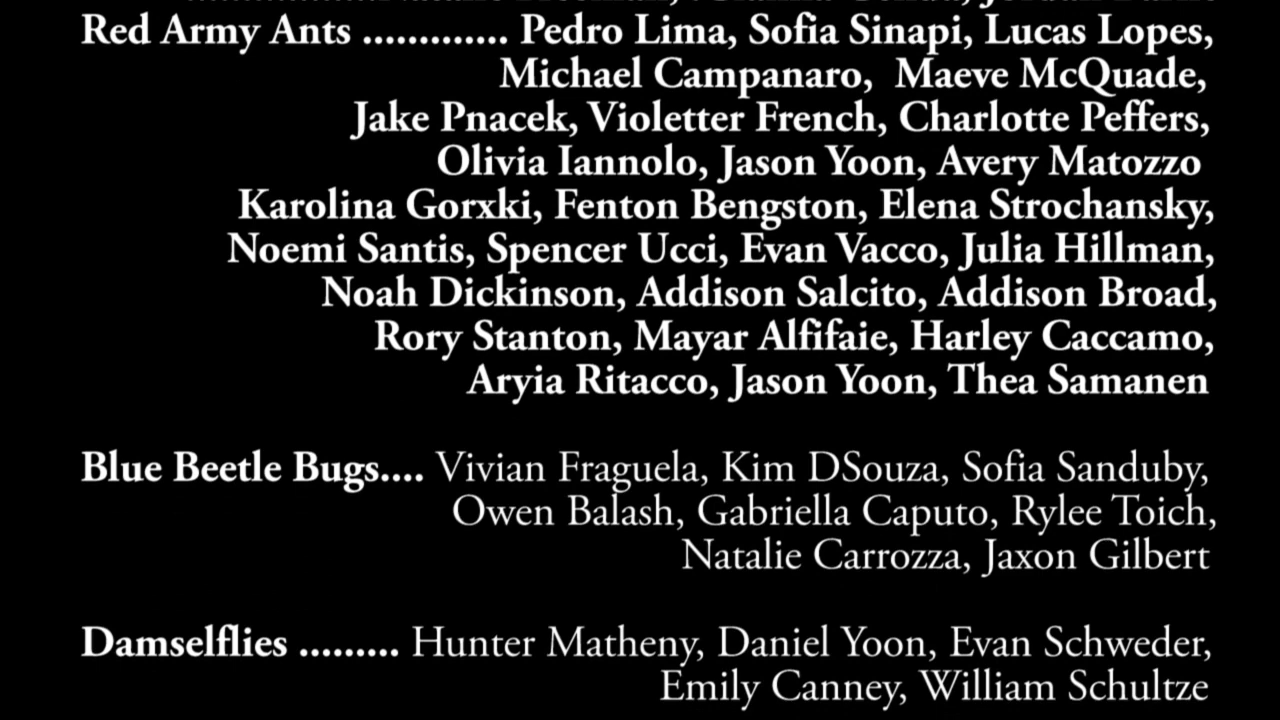 Red Army Ants ............. Pedro Lima, Sofia Sinapi, Lucas Lopes,
Michael Campanaro, Maeve McQuade,
Jake Pnacek, Violetter French, Charlotte Peffers,
Olivia Iannolo, Jason Yoon, Avery Matozzo
Karolina Gorxki, Fenton Bengston, Elena Strochansky,
Noemi Santis, Spencer Ucci, Evan Vacco, Julia Hillman,
Noah Dickinson, Addison Salcito, Addison Broad,
Rory Stanton, Mayar Alfifaie, Harley Caccamo,
Aryia Ritacco, Jason Yoon, Thea Samanen
Blue Beetle Bugs.... Vivian Fraguela, Kim DSouza, Sofia Sanduby,
Owen Balash, Gabriella Caputo, Rylee Toich,
Natalie Carrozza, Jaxon Gilbert
Damselflies ......... Hunter Matheny, Daniel Yoon, Evan Schweder,
Emily Canney, William Schultze